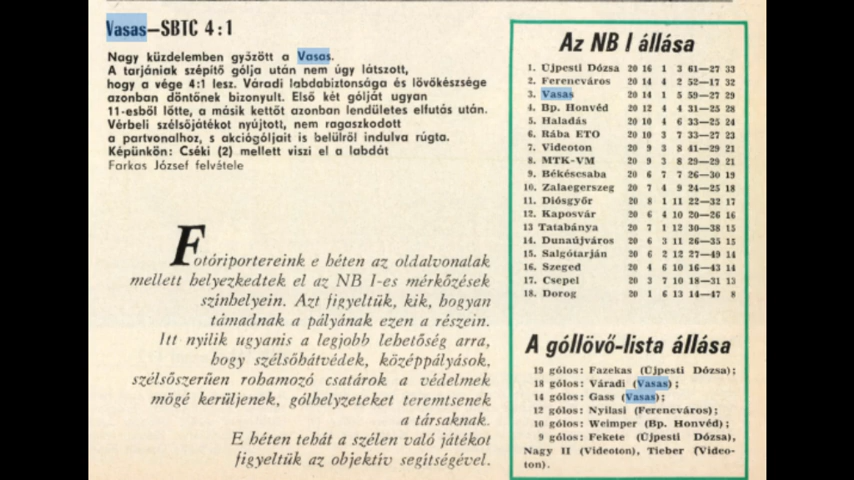 Vasas—SBTC 4:1
Nagy küzdelemben győzött a Vasas.
A tarjániak szépítő gólja után nem úgy látszott,
hogy a vége 4:1 lesz. Váradi labdabiztonsága és lövőkészsége
azonban döntőnek bizonyult. Első két gólját ugyan
11-esből lőtte, a másik kettőt azonban lendületes elfutás után.
Vérbeli szélsőjátékot nyújtott, nem ragaszkodott
a partvonalhoz, s akciógóljait is belülről indulva rúgta.
Képünkön: Cséki (2) mellett viszi el a labdát
Farkas József felvétele
Fotóriportereink e héten az oldalvonalak
mellett helyezkedtek el az NB I-es mérkőzések
színhelyein. Azt figyeltük, kik, hogyan
támadnak a pályának ezen a részein.
Itt nyílik ugyanis a legjobb lehetőség arra,
hogy szélsőhátvédek, középpályások,
szélsőszerűen rohamozó csatárok a védelmek
mögé kerüljenek, gólhelyzeteket teremtsenek
a társaknak.
E héten tehát a szélen való játékot
figyeltük az objektív segítségével.
Az NB I állása
1. Újpesti Dózsa 20 16 1 3 61—27 33
2. Ferencváros 20 14 4 2 52—17 32
3. Vasas 20 14 1 5 59—27 29
4. Bp. Honvéd 20 12 4 4 31—25 28
5. Haladás 20 10 4 6 33—25 24
6. Rába ETO 20 10 3 7 33—27 23
7. Videoton 20 9 3 8 41—29 21
8. MTK-VM 20 9 3 8 29—29 21
9. Békéscsaba 20 6 7 7 26—30 19
10. Zalaegerszeg 20 7 4 9 24—25 18
11. Diósgyőr 20 8 1 11 22—32 17
12. Kaposvár 20 6 4 10 20—26 16
13 Tatabánya 20 7 1 12 30—38 15
14. Dunaújváros 20 6 3 11 26—35 15
15. Salgótarján 20 6 2 12 27—49 14
16. Szeged 20 4 6 10 16—43 14
17. Csepel 20 3 7 10 18—31 13
18. Dorog 20 1 6 13 14—47 8
A góllövő-lista állása
19 gólos: Fazekas (Újpesti Dózsa);
18 gólos: Váradi (Vasas);
14 gólos: Gass (Vasas);
12 gólos: Nyilasi (Ferencváros);
10 gólos: Weimper (Bp. Honvéd);
9 gólos: Fekete (Újpesti Dózsa),
Nagy II (Videoton), Tieber (Video-
ton).